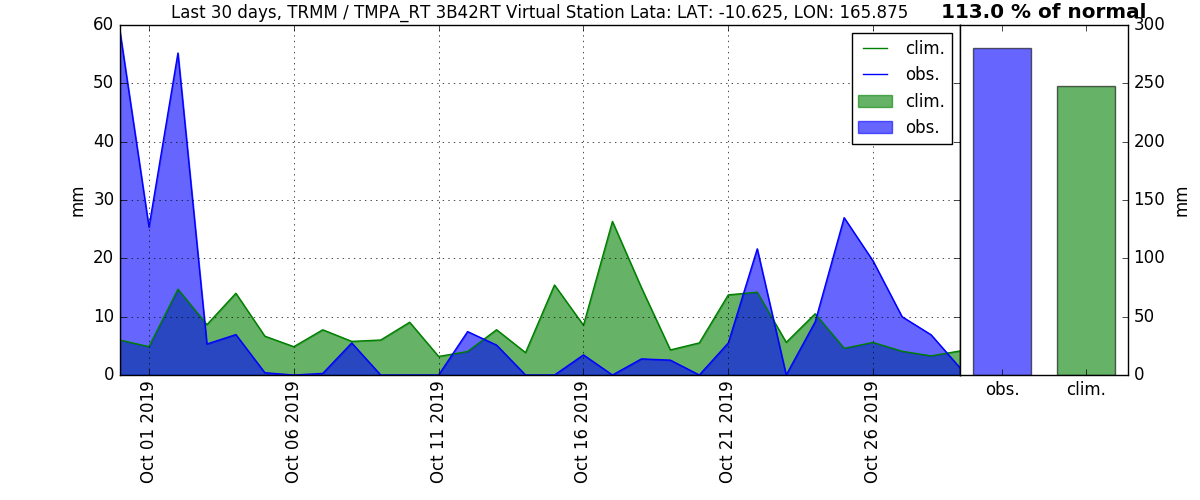 Last 30 days, TRMM / TMPA_RT 3B42RT Virtual Station Lata: LAT: -10.625, LON: 165.875
113.0 % of normal
mm
60
50
40
30
20
10
0
clim.
obs.
clim.
obs.
Oct 01 2019
Oct 06 2019
Oct 11 2019
Oct 16 2019
Oct 21 2019
Oct 26 2019
obs.
clim.
300
250
200
150
100
50
0
mm